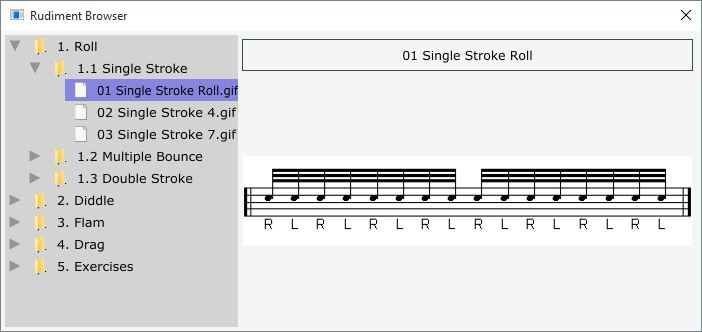 Rudiment Browser
1. Roll
1.1 Single Stroke
01 Single Stroke Roll.gif
02 Single Stroke 4.gif
03 Single Stroke 7.gif
1.2 Multiple Bounce
1.3 Double Stroke
2. Diddle
3. Flam
4. Drag
5. Exercises
01 Single Stroke Roll
R L R L R L R L R L R L R L R L